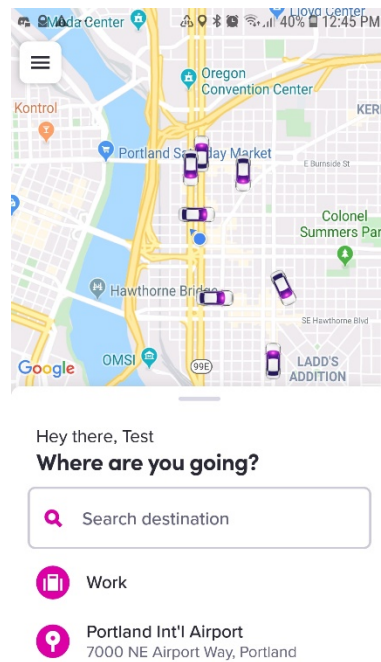 Moda Center
Lloyd Center
40% 12:45 PM
Oregon
Convention Center
Kontrol
KER
Portland Saturday Market
E Burnside St
Colonel
Summers Par
Hawthorne Bridge
SE Hawthorne Blvd
OMSI
99E
LADD'S
ADDITION
Google
Hey there, Test
Where are you going?
Search destination
Work
Portland Int'l Airport
7000 NE Airport Way, Portland